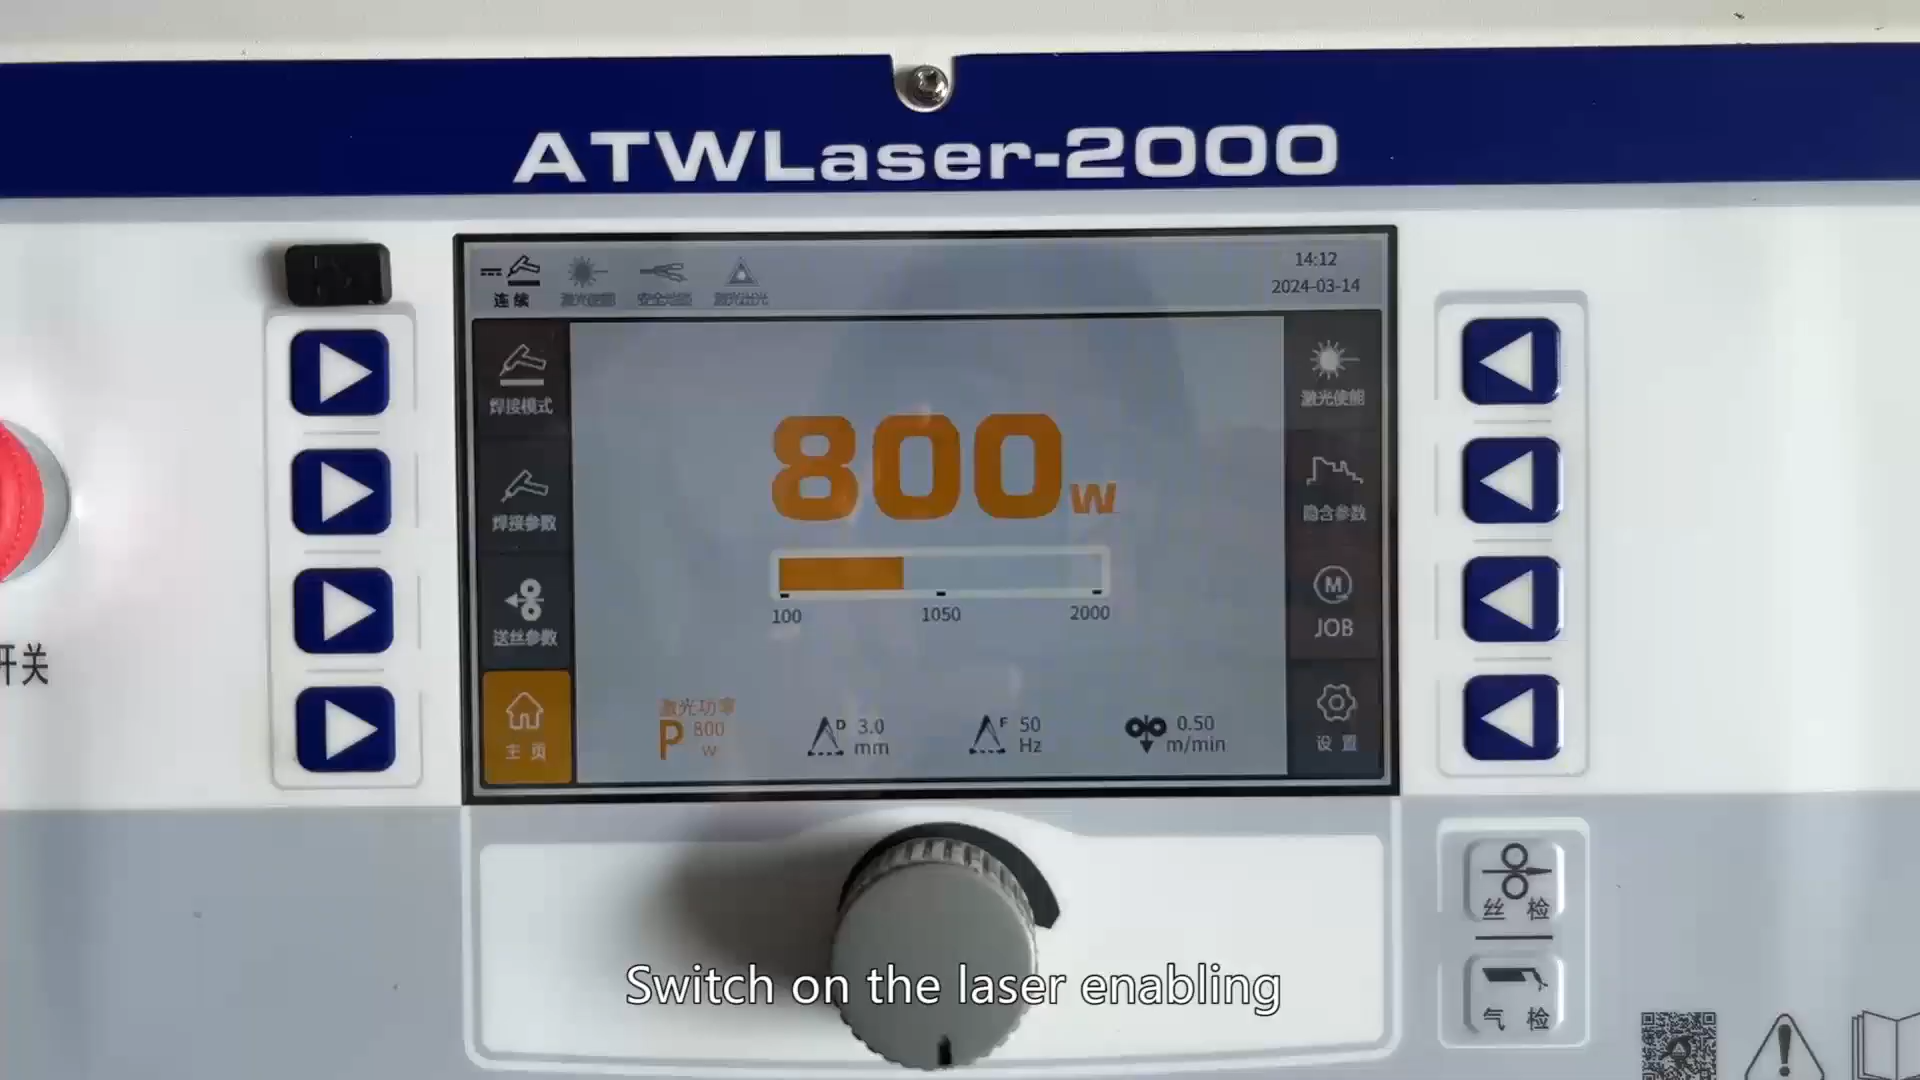 ATWLaser-2000
连续
激光使能
安全地锁
激光出光
14:12
2024-03-14
焊接模式
焊接参数
送丝参数
主页
800w
100
1050
2000
激光功率
P 800 w
D 3.0 mm
F 50 Hz
0.50 m/min
激光使能
隐含参数
M
JOB
设置
开关
丝检
气检
Switch on the laser enabling